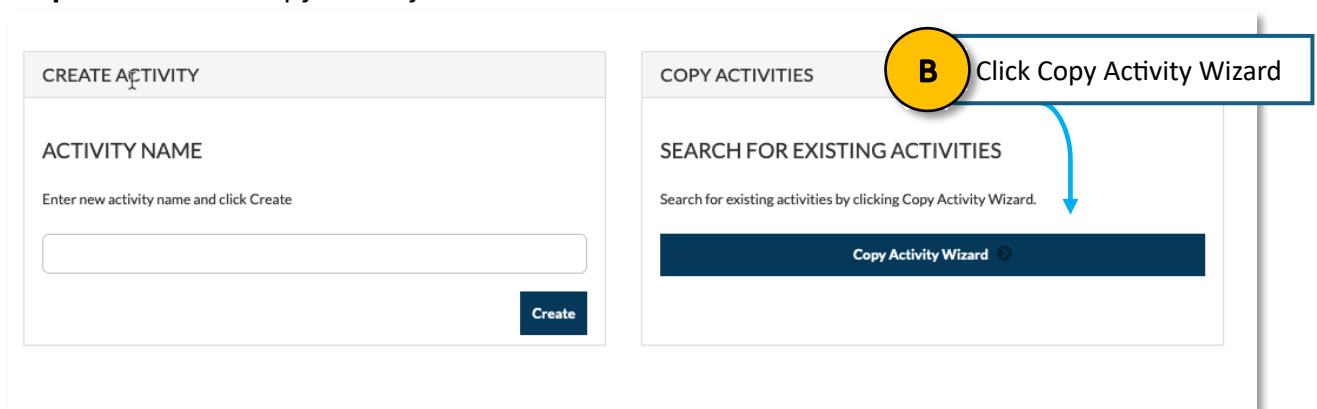 CREATE ACTIVITY
ACTIVITY NAME
Enter new activity name and click Create
Create
COPY ACTIVITIES
B
Click Copy Activity Wizard
SEARCH FOR EXISTING ACTIVITIES
Search for existing activities by clicking Copy Activity Wizard.
Copy Activity Wizard